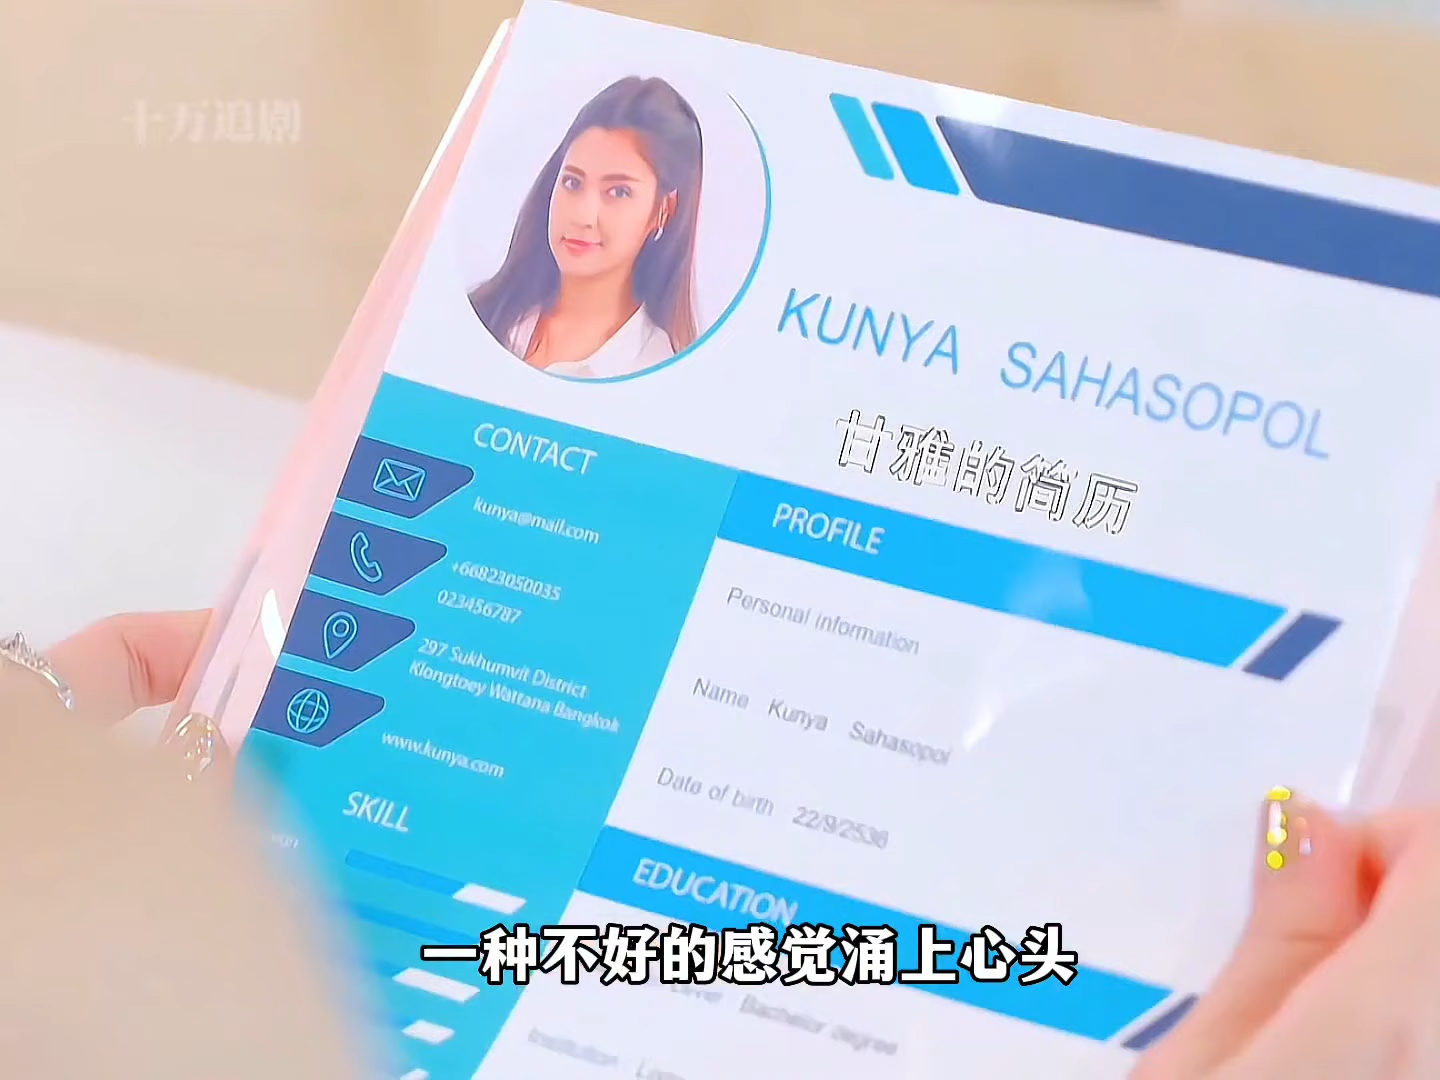 十万追剧
KUNYA SAHASOPOL
甘雅的简历
CONTACT
kunya@mail.com
+66823050035
023456787
297 Sukhumvit District
Klongtoey Wattana Bangkok
www.kunya.com
SKILL
PROFILE
Personal information
Name Kunya Sahasopol
Date of birth 22/9/2536
EDUCATION
Bachelor degree
Institution
一种不好的感觉涌上心头